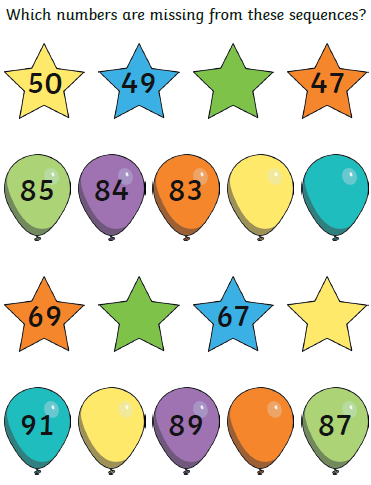 Which numbers are missing from these sequences?
50 49 47
85 84 83
69 67
91 89 87